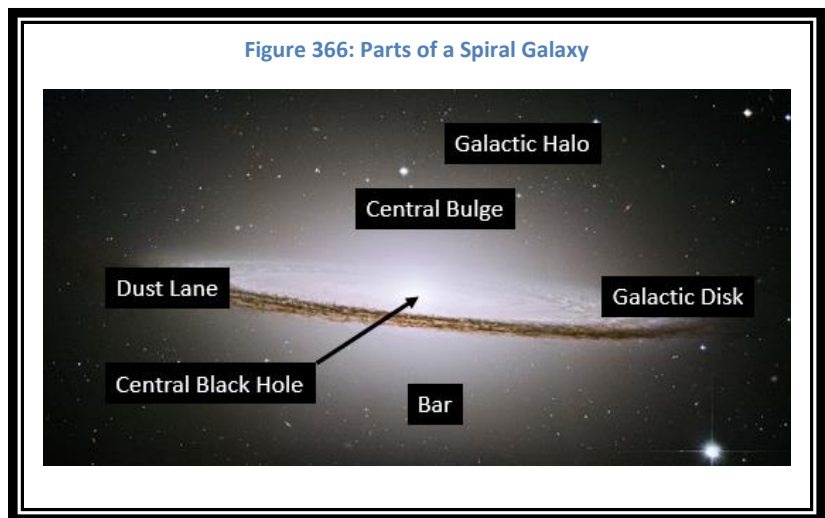 Figure 366: Parts of a Spiral Galaxy
Galactic Halo
Central Bulge
Dust Lane
Galactic Disk
Central Black Hole
Bar